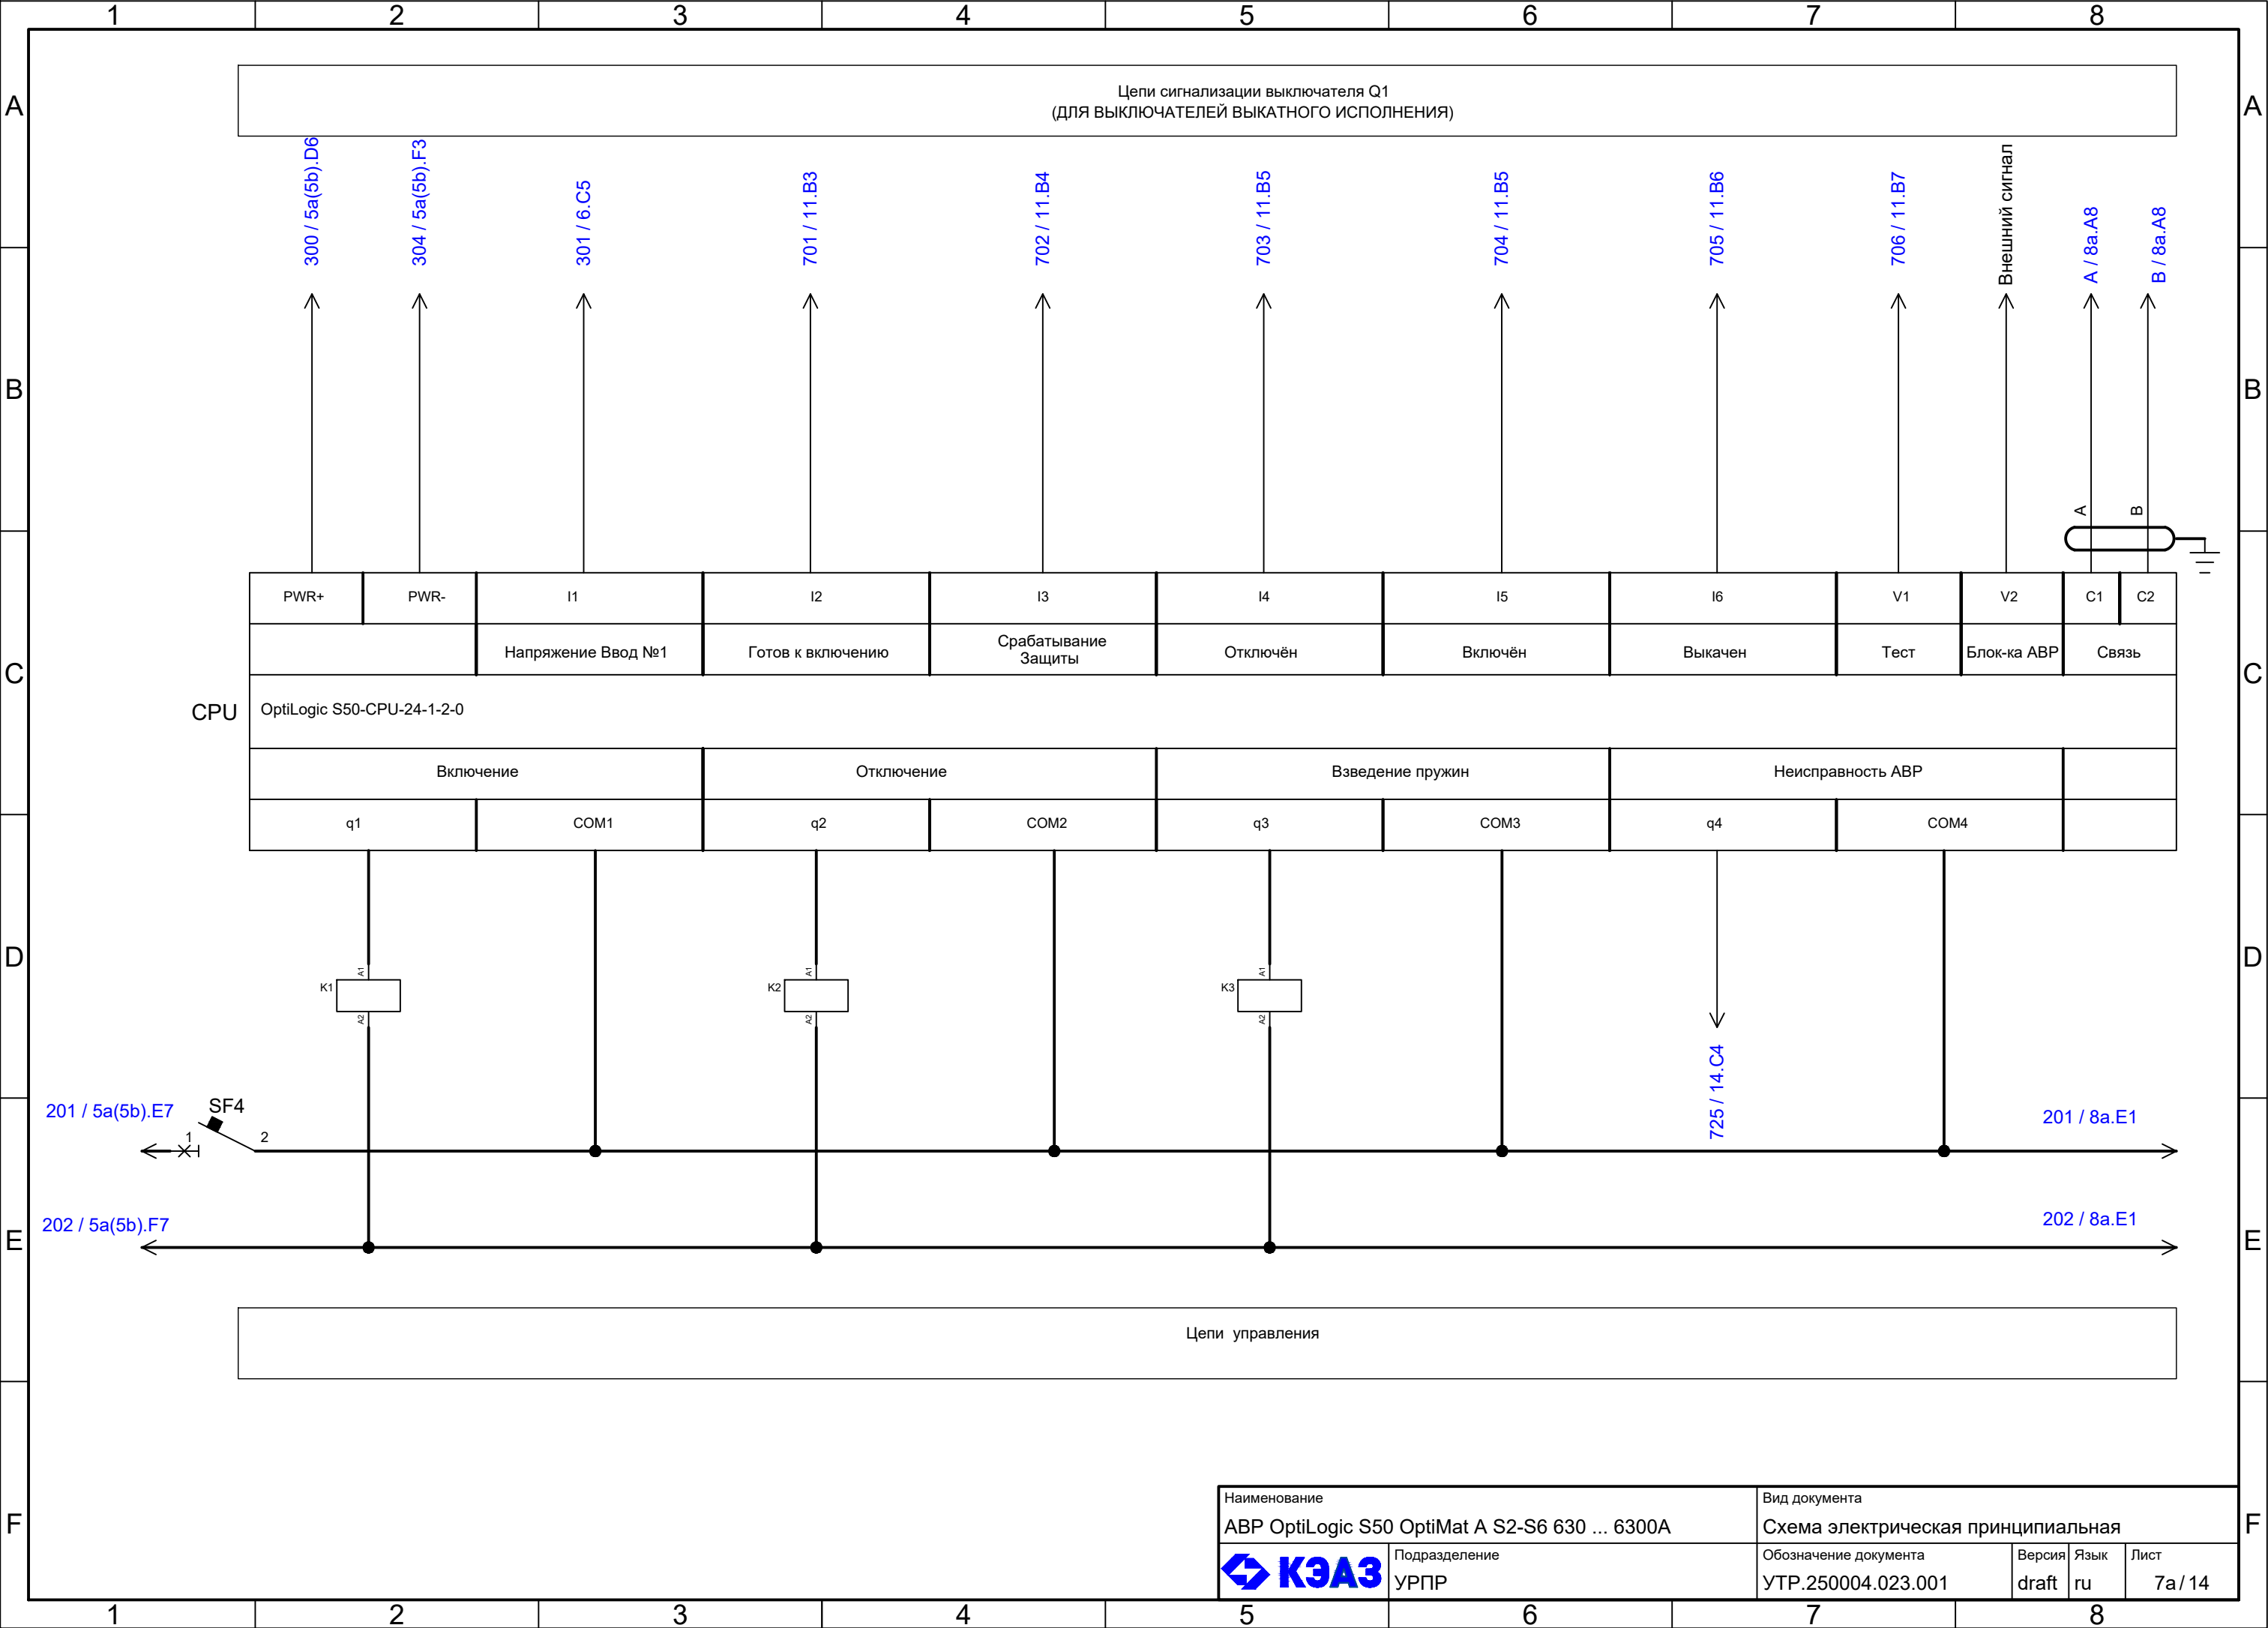 1 2 3 4 5 6 7 8
A A
Цепи сигнализации выключателя Q1
(ДЛЯ ВЫКЛЮЧАТЕЛЕЙ ВЫКАТНОГО ИСПОЛНЕНИЯ)
300 / 5a(5b).D6
304 / 5a(5b).F3
301 / 6.C5
701 / 11.B3
702 / 11.B4
703 / 11.B5
704 / 11.B5
705 / 11.B6
706 / 11.B7
Внешний сигнал
A / 8a.A8
B / 8a.A8
B B
A B
PWR+ PWR- I1 I2 I3 I4 I5 I6 V1 V2 C1 C2
Напряжение Ввод №1
Готов к включению
Срабатывание
Защиты
Отключён
Включён
Выкачен
Тест
Блок-ка АВР
Связь
C C
CPU
OptiLogic S50-CPU-24-1-2-0
Включение Отключение Взведение пружин Неисправность АВР
q1 COM1 q2 COM2 q3 COM3 q4 COM4
D D
A1 A1 A1
K1 K2 K3
A2 A2 A2
725 / 14.C4
201 / 5a(5b).E7
SF4
1 2
201 / 8a.E1
202 / 5a(5b).F7
202 / 8a.E1
E E
Цепи управления
F F
Наименование
АВР OptiLogic S50 OptiMat A S2-S6 630 ... 6300A
Вид документа
Схема электрическая принципиальная
КЭАЗ
Подразделение
УРПР
Обозначение документа
УТР.250004.023.001
Версия
draft
Язык
ru
Лист
7a / 14
1 2 3 4 5 6 7 8